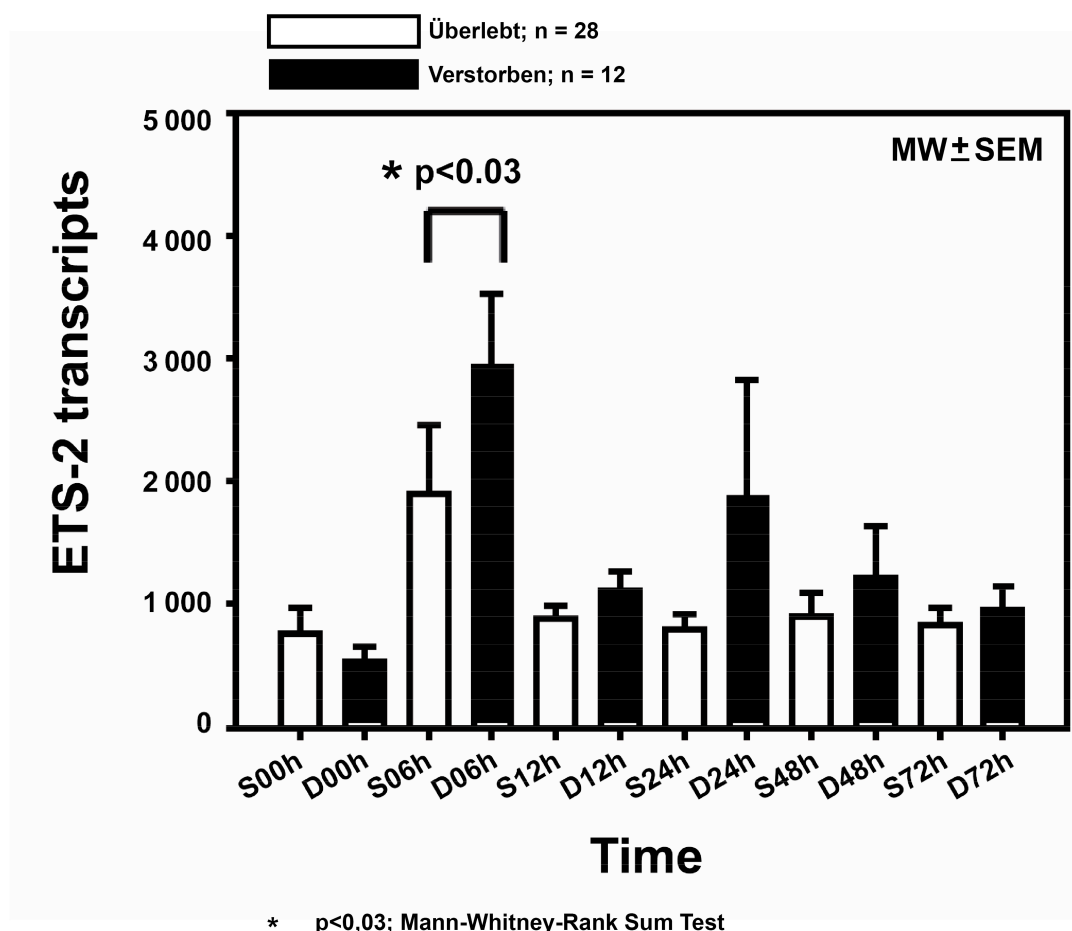 Überlebt; n = 28
Verstorben; n = 12
MW±SEM
* p<0.03
ETS-2 transcripts
5 000
4 000
3 000
2 000
1 000
0
S00h D00h S06h D06h S12h D12h S24h D24h S48h D48h S72h D72h
Time
* p<0,03; Mann-Whitney-Rank Sum Test